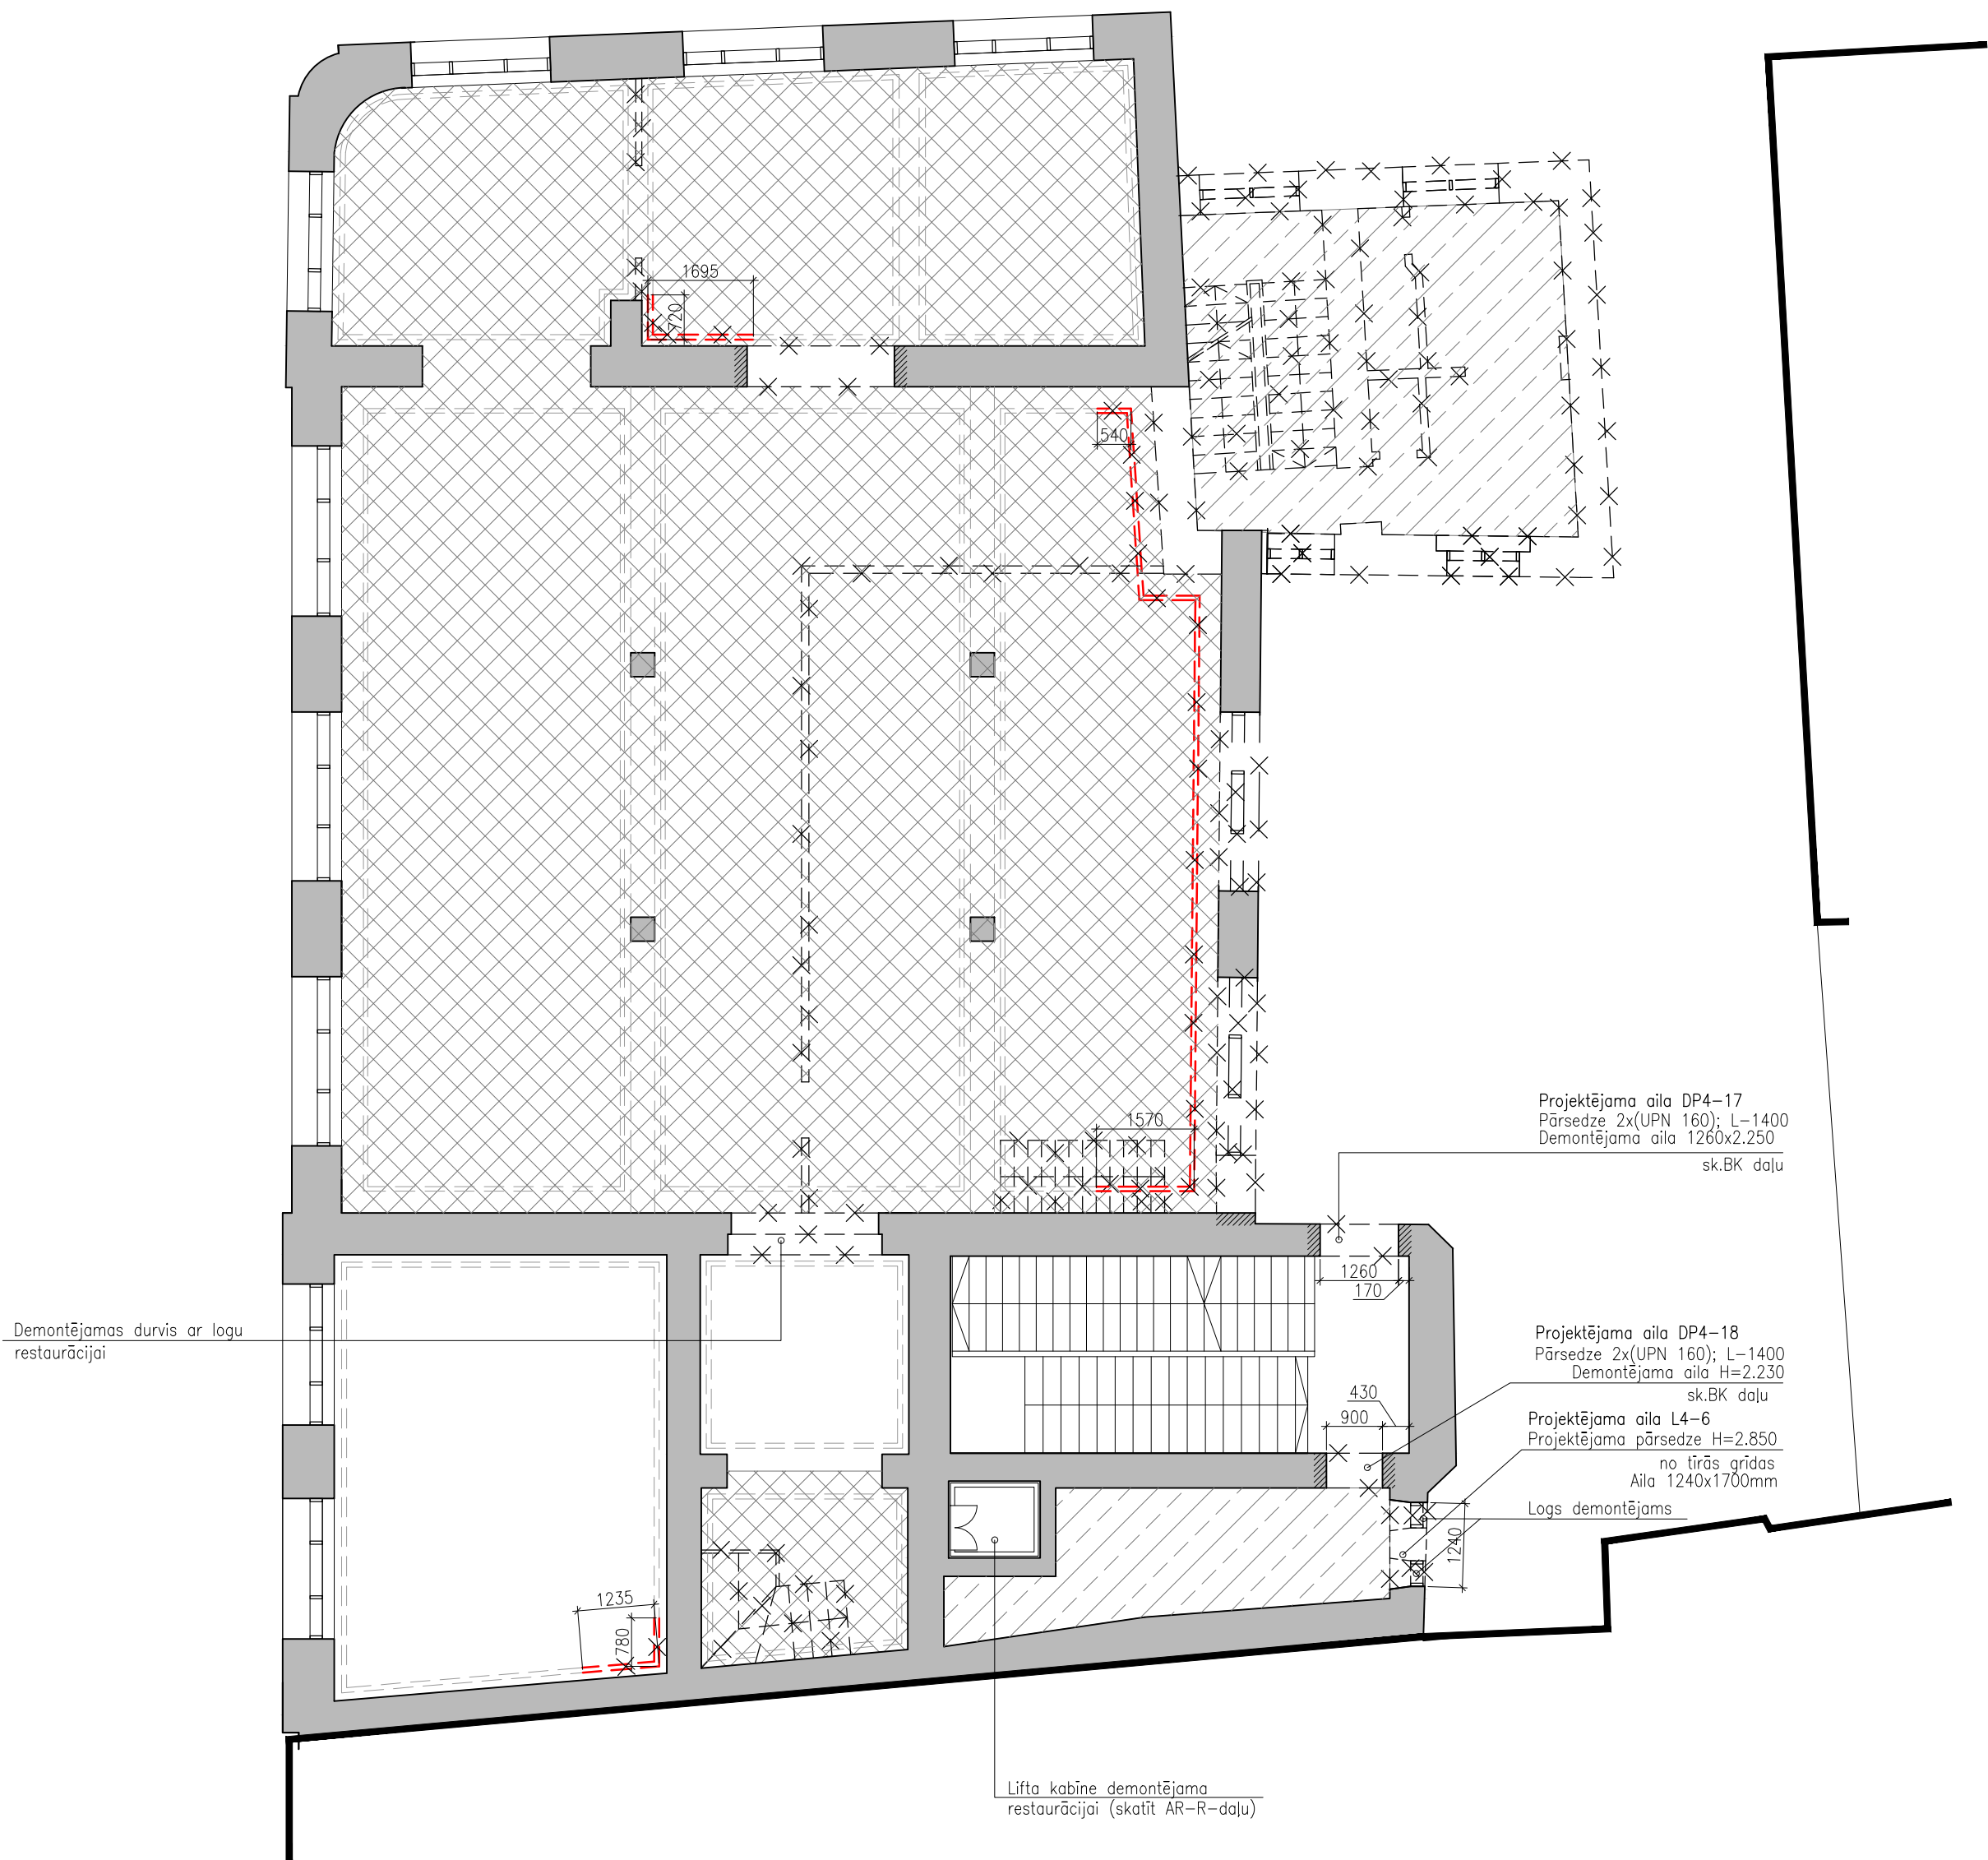 1695
720
540
1570
Projektējama aila DP4-17
Pārsedze 2x(UPN 160); L-1400
Demontējama aila 1260x2.250
sk.BK daļu
1260
170
Demontējamas durvis ar logu
restaurācijai
Projektējama aila DP4-18
Pārsedze 2x(UPN 160); L-1400
Demontējama aila H=2.230
sk.BK daļu
430
900
Projektējama aila L4-6
Projektējama pārsedze H=2.850
no tīrās grīdas
Aila 1240x1700mm
Logs demontējams
1240
1235
780
Lifta kabīne demontējama
restaurācijai (skatīt AR-R-daļu)